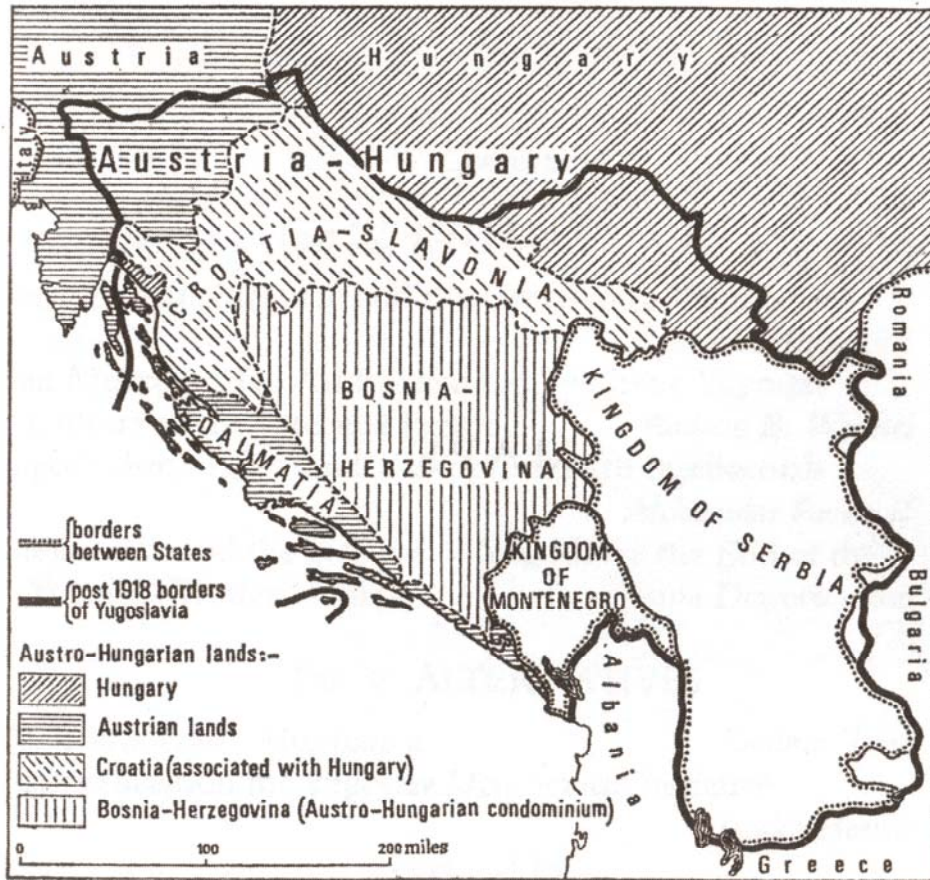 Austria
Hungary
Italy
Austria-Hungary
CROATIA-SLAVONIA
Romania
BOSNIA-
HERZEGOVINA
KINGDOM OF SERBIA
DALMATIA
KINGDOM
OF
MONTENEGRO
Bulgaria
Albania
Greece
borders
between States
post 1918 borders
of Yugoslavia
Austro-Hungarian lands:-
Hungary
Austrian lands
Croatia (associated with Hungary)
Bosnia-Herzegovina (Austro-Hungarian condominium)
0 100 200 miles